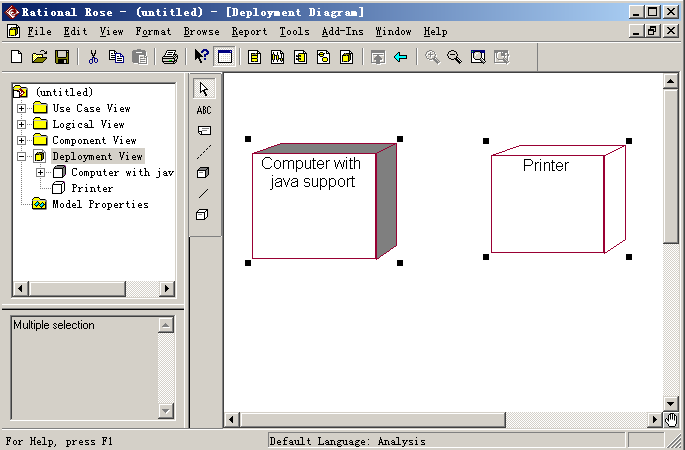 Rational Rose - (untitled) - [Deployment Diagram]
File Edit View Format Browse Report Tools Add-Ins Window Help
(untitled)
Use Case View
Logical View
Component View
Deployment View
Computer with jav
Printer
Model Properties
ABC
Computer with
java support
Printer
Multiple selection
For Help, press F1
Default Language: Analysis